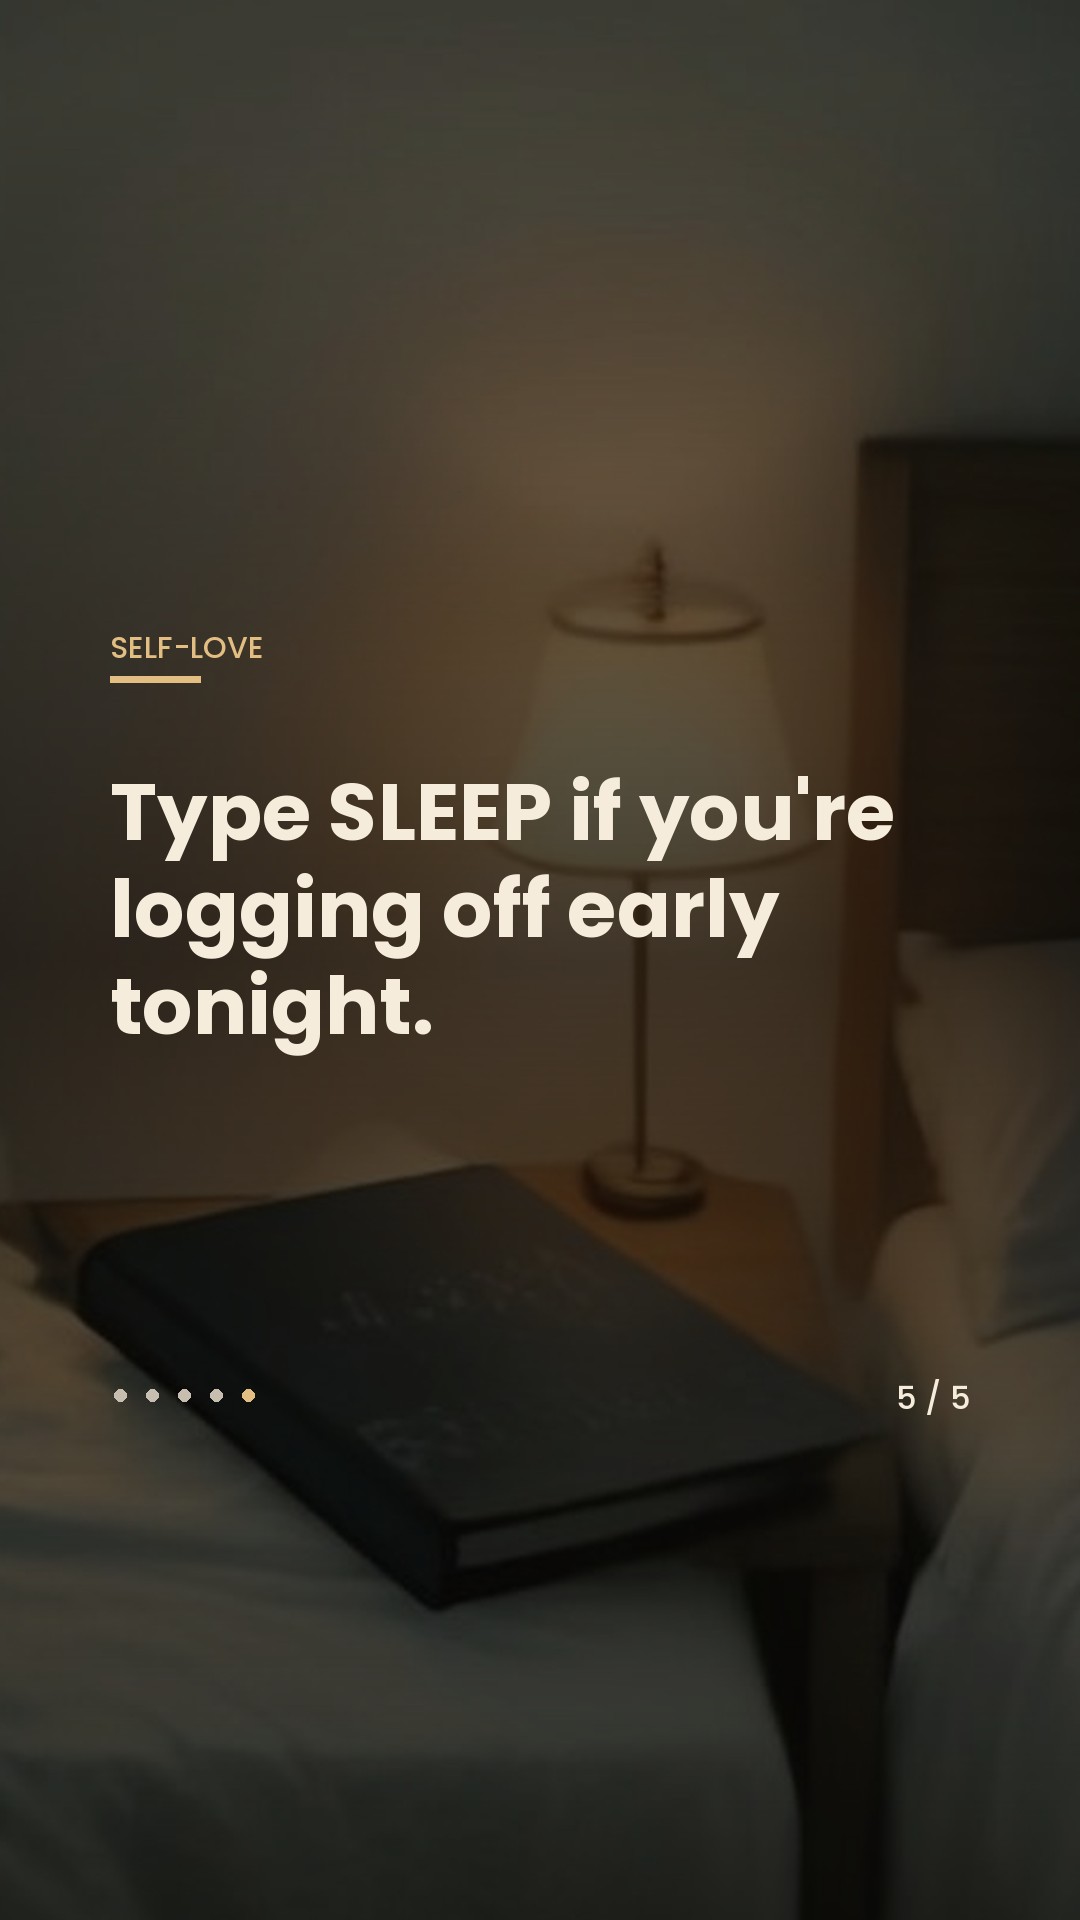 SELF-LOVE
Type SLEEP if you're
logging off early
tonight.
5 / 5